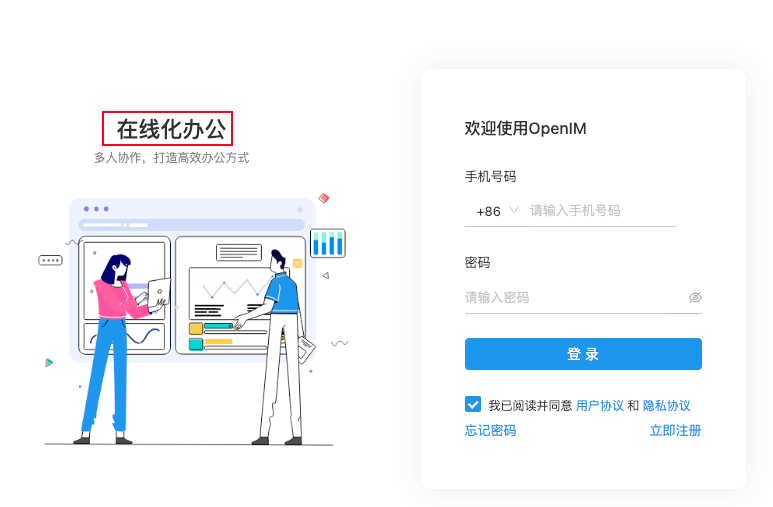 在线化办公
多人协作，打造高效办公方式
欢迎使用OpenIM
手机号码
+86 请输入手机号码
密码
请输入密码
登录
我已阅读并同意 用户协议 和 隐私协议
忘记密码 立即注册